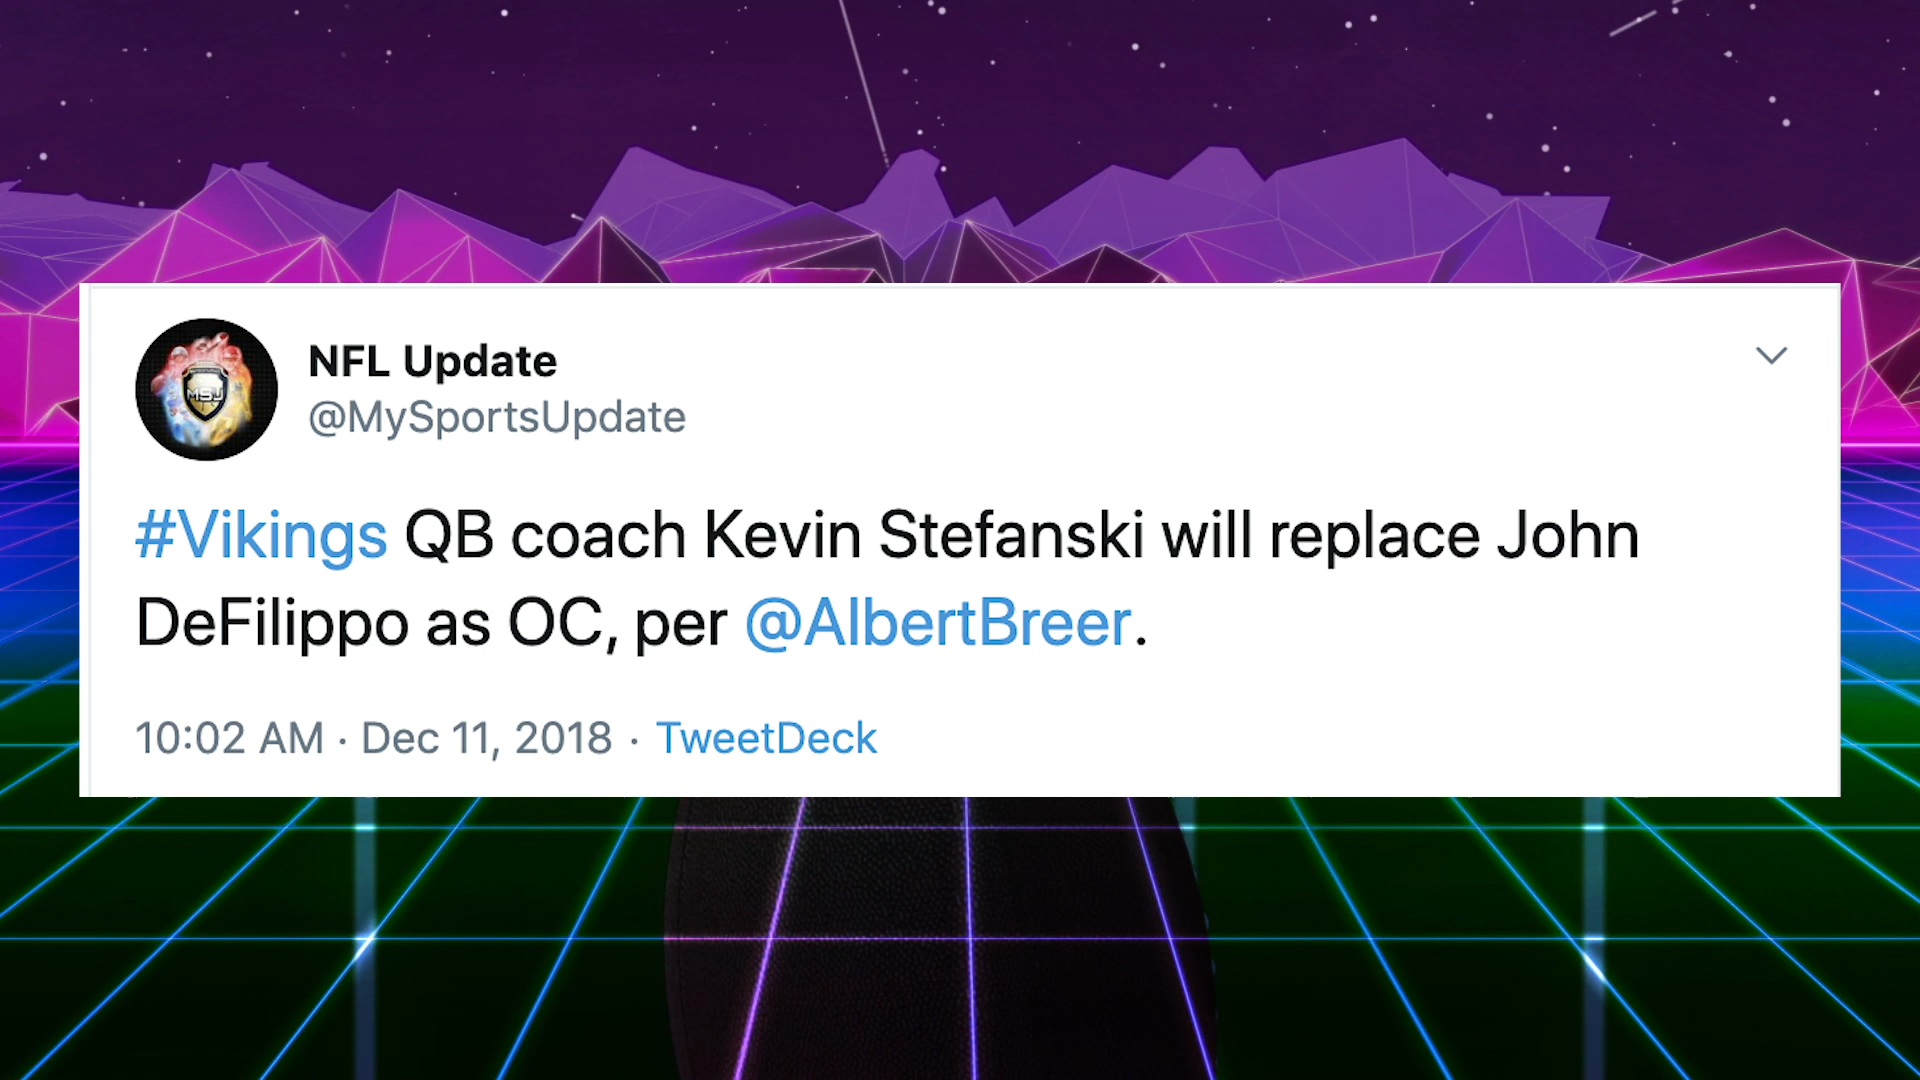 MSJ
NFL Update
@MySportsUpdate
#Vikings QB coach Kevin Stefanski will replace John
DeFilippo as OC, per @AlbertBreer.
10:02 AM · Dec 11, 2018 · TweetDeck